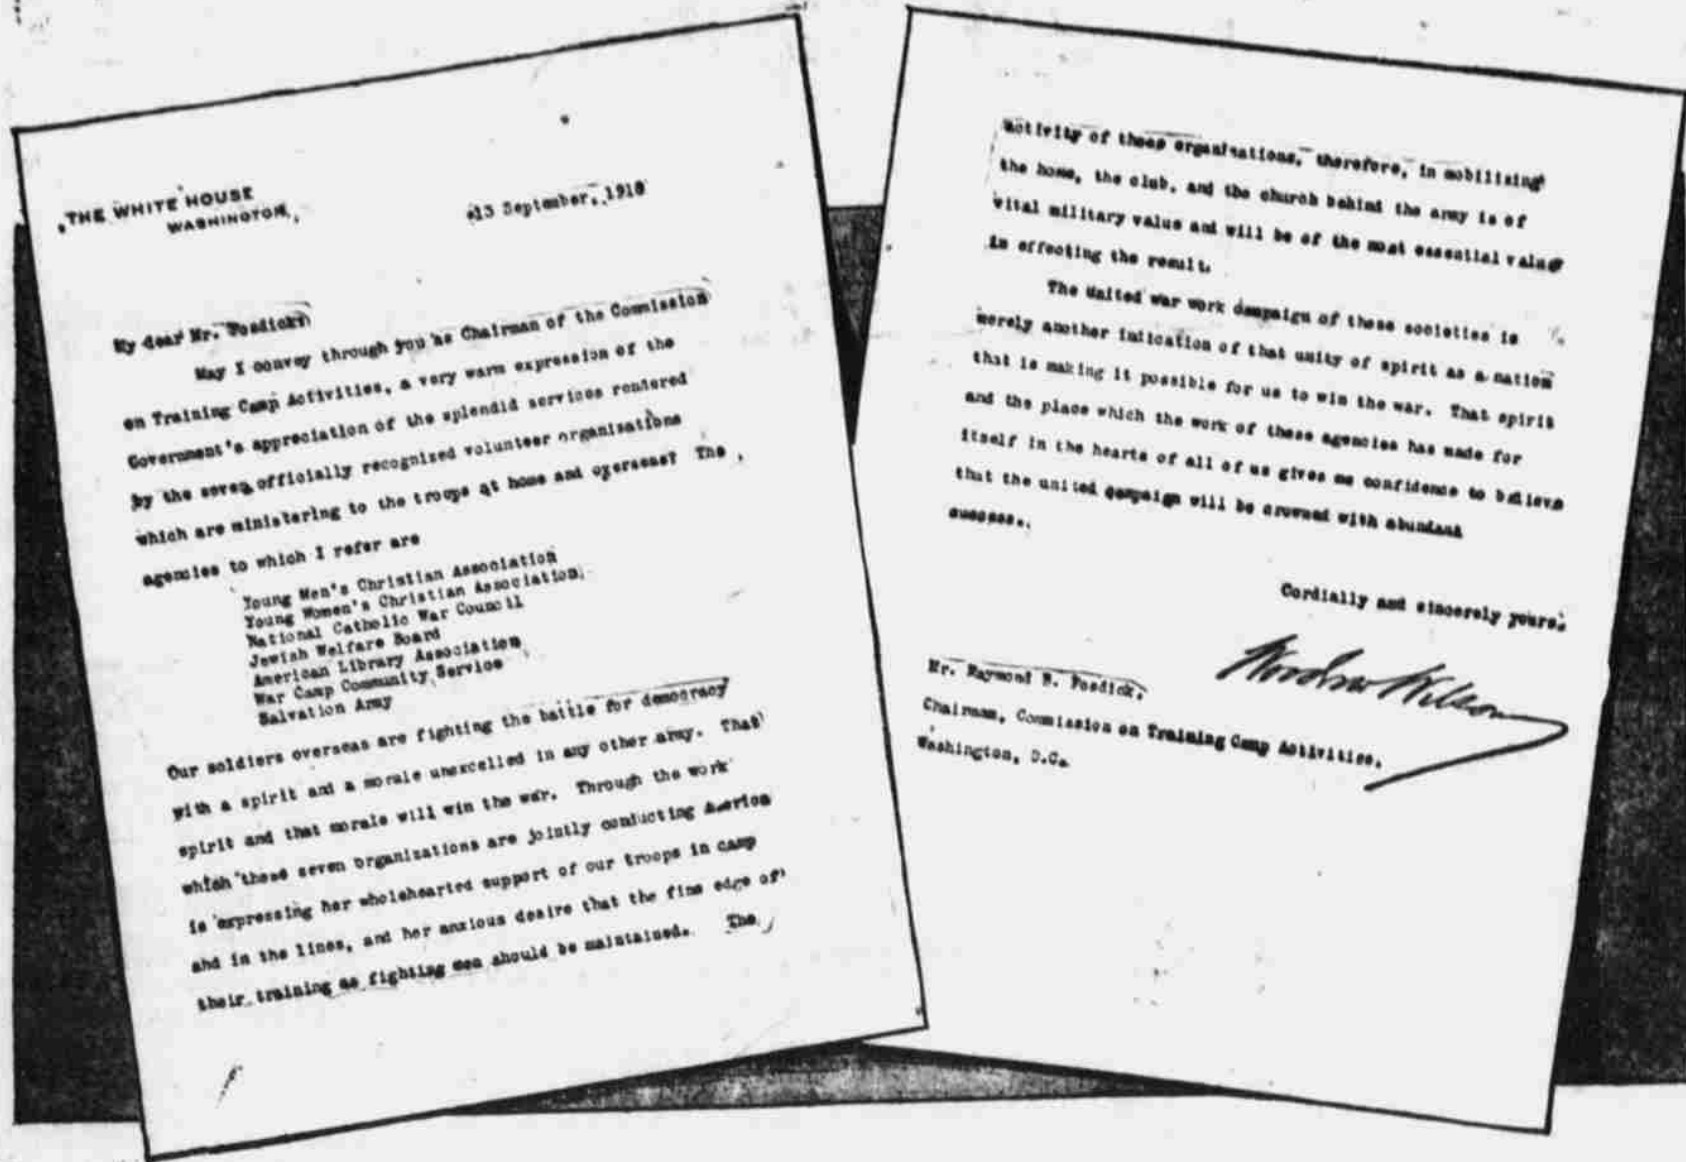 THE WHITE HOUSE
WASHINGTON
13 September, 1918
My dear Mr. Fosdick:
May I convey through you as Chairman of the Commission
on Training Camp Activities, a very warm expression of the
Government's appreciation of the splendid services rendered
by the seven officially recognized volunteer organizations
which are ministering to the troops at home and overseas? The
agencies to which I refer are
Young Men's Christian Association
Young Women's Christian Association
National Catholic War Council
Jewish Welfare Board
American Library Association
War Camp Community Service
Salvation Army
Our soldiers overseas are fighting the battle for democracy
with a spirit and a morale unexcelled in any other army. That
spirit and that morale will win the war. Through the work
which these seven organizations are jointly conducting America
is expressing her wholehearted support of our troops in camp
and in the lines, and her anxious desire that the fine edge of
their training as fighting men should be maintained. The
activity of these organizations, therefore, in mobilizing
the home, the club, and the church behind the army is of
vital military value and will be of the most essential value
in effecting the result.
The united war work campaign of these societies is
merely another indication of that unity of spirit as a nation
that is making it possible for us to win the war. That spirit
and the place which the work of these agencies has made for
itself in the hearts of all of us gives me confidence to believe
that the united campaign will be crowned with abundant
success.
Cordially and sincerely yours,
Woodrow Wilson
Mr. Raymond B. Fosdick,
Chairman, Commission on Training Camp Activities,
Washington, D.C.